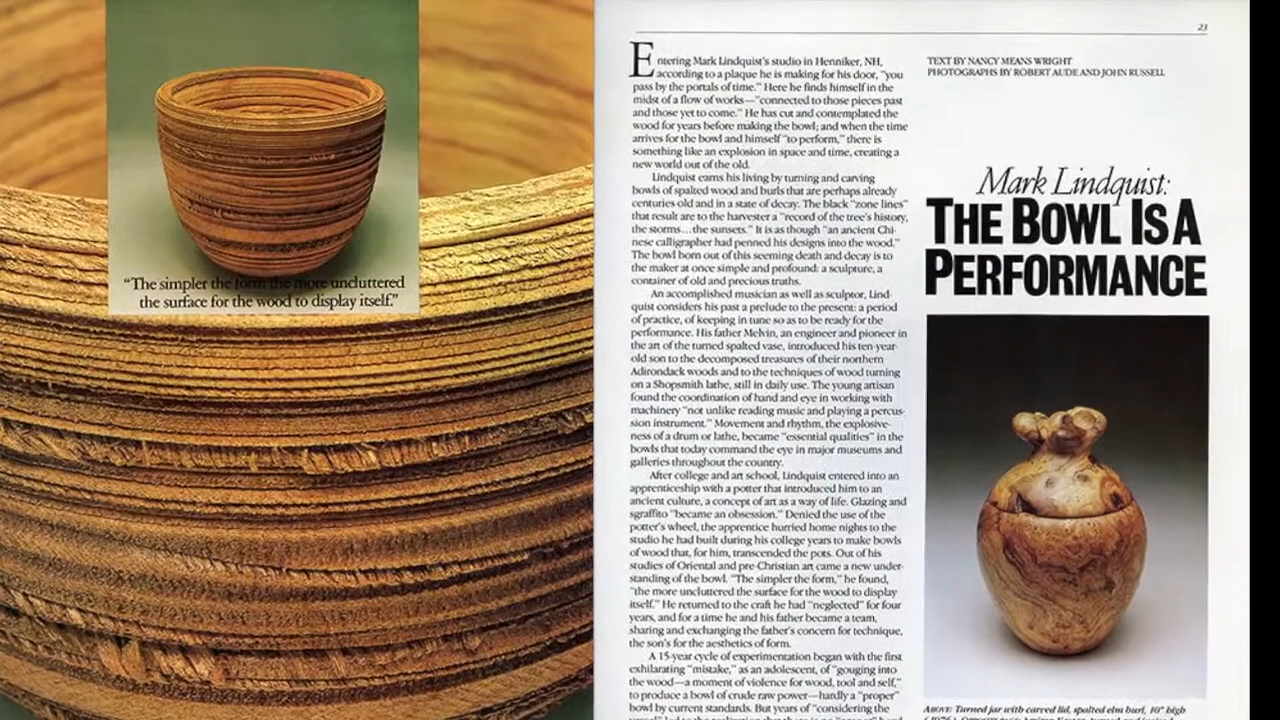 "The simpler the form the more uncluttered
the surface for the wood to display itself."
23
Entering Mark Lindquist's studio in Henniker, NH,
according to a plaque he is making for his door, "you
pass by the portals of time." Here he finds himself in the
midst of a flow of works—"connected to those pieces past
and those yet to come." He has cut and contemplated the
wood for years before making the bowl; and when the time
arrives for the bowl and himself "to perform," there is
something like an explosion in space and time, creating a
new world out of the old.
Lindquist earns his living by turning and carving
bowls of spalted wood and burls that are perhaps already
centuries old and in a state of decay. The black "zone lines"
that result are to the harvester a "record of the tree's history,
the storms...the sunsets." It is as though "an ancient Chi-
nese calligrapher had penned his designs into the wood."
The bowl born out of this seeming death and decay is to
the maker at once simple and profound: a sculpture, a
container of old and precious truths.
An accomplished musician as well as sculptor, Lind-
quist considers his past a prelude to the present: a period
of practice, of keeping in tune so as to be ready for the
performance. His father Melvin, an engineer and pioneer in
the art of the turned spalted vase, introduced his ten-year-
old son to the decomposed treasures of their northern
Adirondack woods and to the techniques of wood turning
on a Shopsmith lathe, still in daily use. The young artisan
found the coordination of hand and eye in working with
machinery "not unlike reading music and playing a percus-
sion instrument." Movement and rhythm, the explosive-
ness of a drum or lathe, became "essential qualities" in the
bowls that today command the eye in major museums and
galleries throughout the country.
After college and art school, Lindquist entered into an
apprenticeship with a potter that introduced him to an
ancient culture, a concept of art as a way of life. Glazing and
sgraffito "became an obsession." Denied the use of the
potter's wheel, the apprentice hurried home nights to the
studio he had built during his college years to make bowls
of wood that, for him, transcended the pots. Out of his
studies of Oriental and pre-Christian art came a new under-
standing of the bowl. "The simpler the form," he found,
"the more uncluttered the surface for the wood to display
itself." He returned to the craft he had "neglected" for four
years, and for a time he and his father became a team,
sharing and exchanging the father's concern for technique,
the son's for the aesthetics of form.
A 15-year cycle of experimentation began with the first
exhilarating "mistake," as an adolescent, of "gouging into
the wood—a moment of violence for wood, tool and self,"
to produce a bowl of crude raw power—hardly a "proper"
bowl by current standards. But years of "considering the
TEXT BY NANCY MEANS WRIGHT
PHOTOGRAPHS BY ROBERT AUDE AND JOHN RUSSELL
Mark Lindquist:
THE BOWL IS A
PERFORMANCE
ABOVE: Turned jar with carved lid, spalted elm burl, 10" high